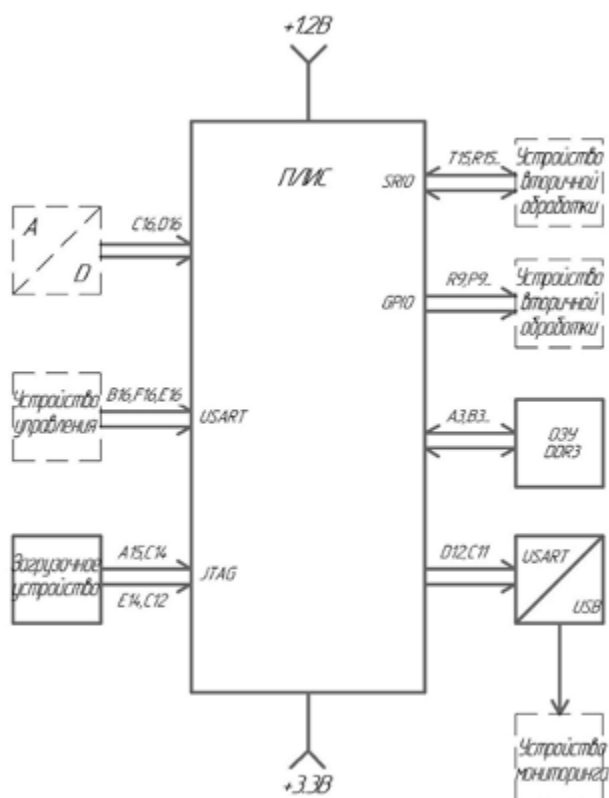 +1.2В
ПЛИС
SRIO
T15,R15...
Устройство
вторичной
обработки
A
D
C16,D16
GPIO
R9,P9...
Устройство
вторичной
обработки
Устройство
управления
B16,F16,E16
USART
A3,B3...
ОЗУ
DDR3
Загрузочное
устройство
A15,C14
E14,C12
JTAG
D12,C11
USART
USB
+3.3В
Устройство
мониторинга